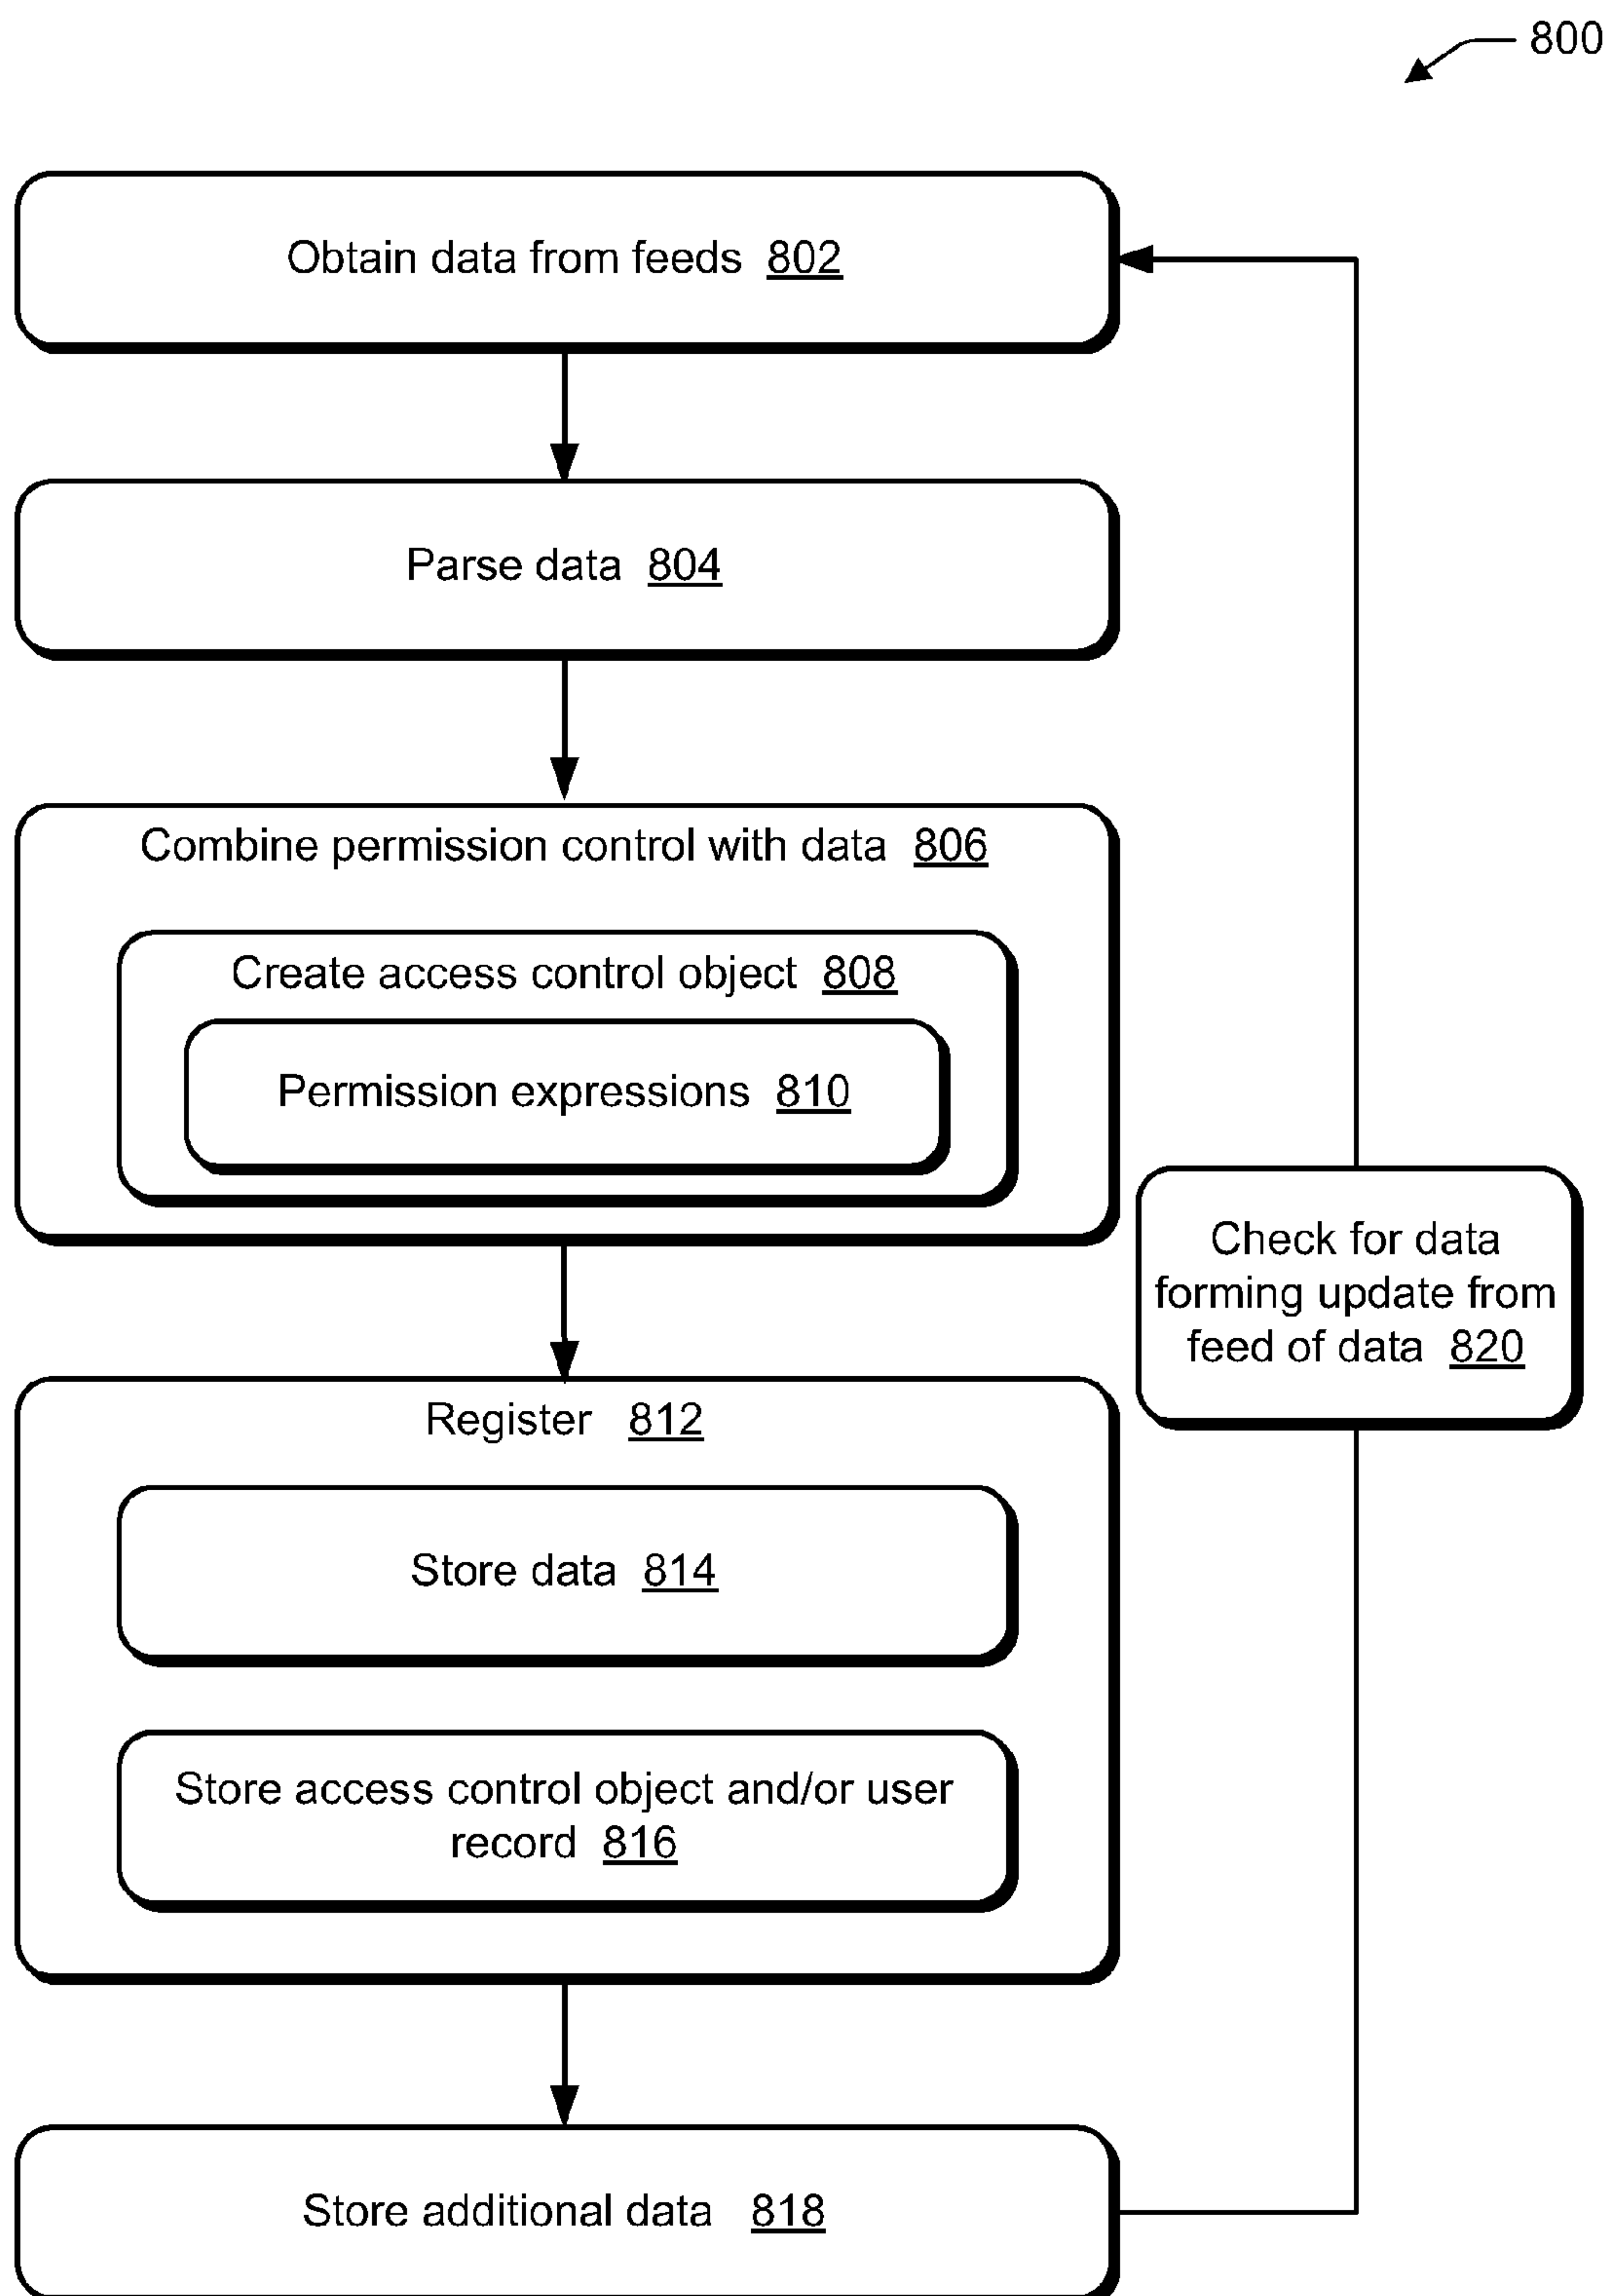 800
Obtain data from feeds 802
Parse data 804
Combine permission control with data 806
Create access control object 808
Permission expressions 810
Check for data
forming update from
feed of data 820
Register 812
Store data 814
Store access control object and/or user
record 816
Store additional data 818